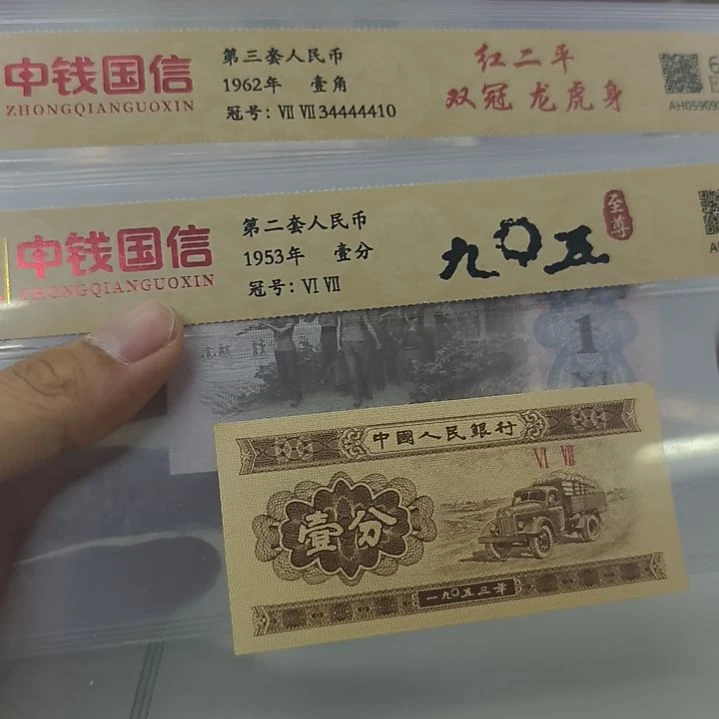 中钱国信
ZHONGQIANGUOXIN
第三套人民币
1962年 壹角
冠号：Ⅶ Ⅶ 34444410
红二平
双冠 龙虎身
中钱国信
ZHONGQIANGUOXIN
第二套人民币
1953年 壹分
冠号：Ⅵ Ⅶ
九〇五
至尊
1
中國人民銀行
Ⅵ Ⅷ
壹分
一九〇五三年